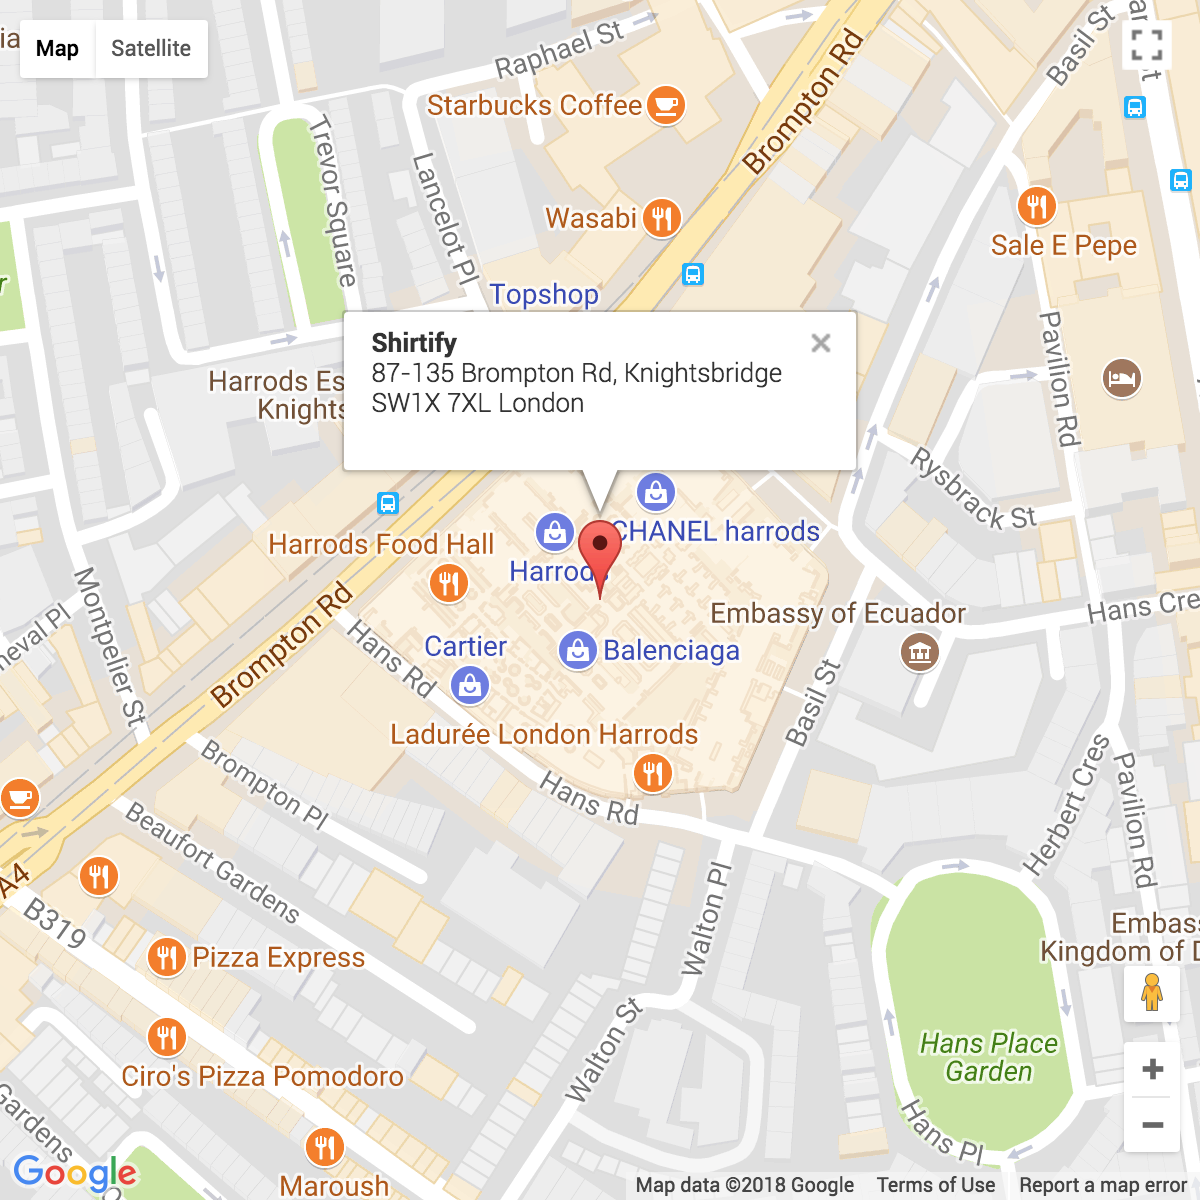 Map
Satellite
Raphael St
Basil St
Brompton Rd
Starbucks Coffee
Trevor Square
Lancelot Pl
Wasabi
Sale E Pepe
Topshop
Shirtify
87-135 Brompton Rd, Knightsbridge
SW1X 7XL London
Harrods Es
Knights
Pavilion Rd
Rysbrack St
CHANEL harrods
Harrods Food Hall
Harrods
Montpelier St
neval Pl
Brompton Rd
Hans Rd
Hans Cre
Embassy of Ecuador
Cartier
Balenciaga
Basil St
Ladurée London Harrods
Brompton Pl
Hans Rd
Herbert Cres
Pavilion Rd
Beaufort Gardens
A4
B319
Walton Pl
Embass
Kingdom of D
Pizza Express
Walton St
Hans Place
Garden
Ciro's Pizza Pomodoro
Gardens
Hans Pl
Maroush
Google
Map data ©2018 Google
Terms of Use
Report a map error